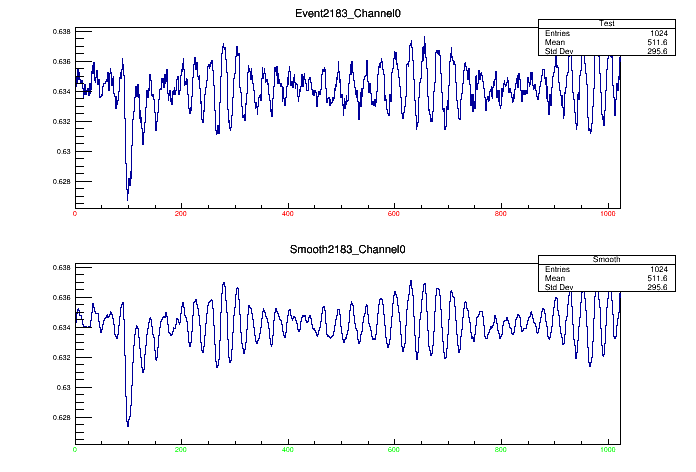 Event2183_Channel0
Test
Entries 1024
Mean 511.6
Std Dev 295.6
0.638
0.636
0.634
0.632
0.63
0.628
0 200 400 600 800 1000
Smooth2183_Channel0
Smooth
Entries 1024
Mean 511.6
Std Dev 295.6
0.638
0.636
0.634
0.632
0.63
0.628
0 200 400 600 800 1000